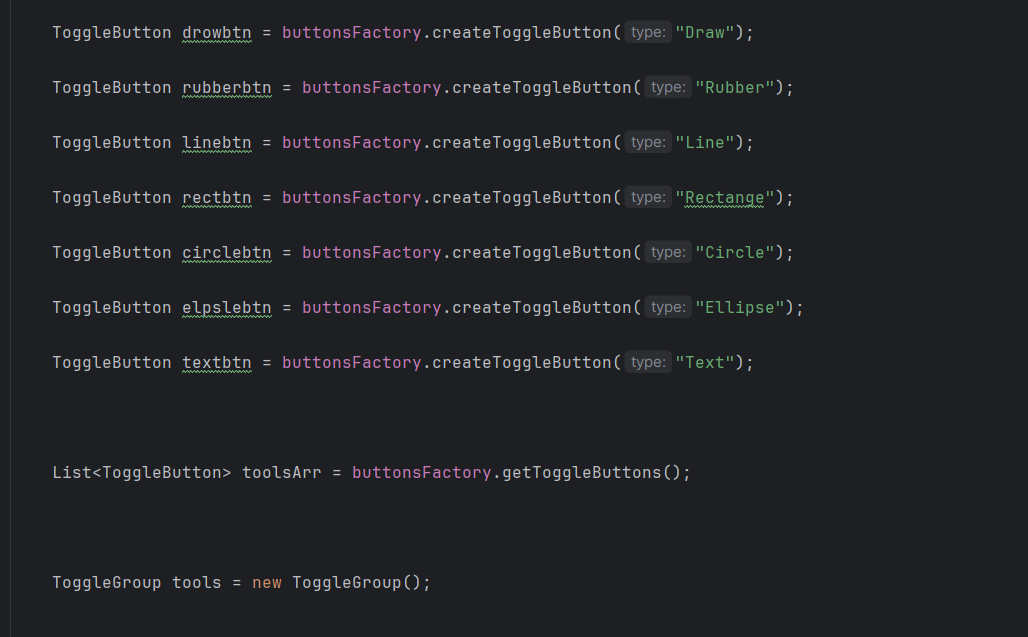 ToggleButton drowbtn = buttonsFactory.createToggleButton( type: "Draw");
ToggleButton rubberbtn = buttonsFactory.createToggleButton( type: "Rubber");
ToggleButton linebtn = buttonsFactory.createToggleButton( type: "Line");
ToggleButton rectbtn = buttonsFactory.createToggleButton( type: "Rectange");
ToggleButton circlebtn = buttonsFactory.createToggleButton( type: "Circle");
ToggleButton elpslebtn = buttonsFactory.createToggleButton( type: "Ellipse");
ToggleButton textbtn = buttonsFactory.createToggleButton( type: "Text");
List<ToggleButton> toolsArr = buttonsFactory.getToggleButtons();
ToggleGroup tools = new ToggleGroup();